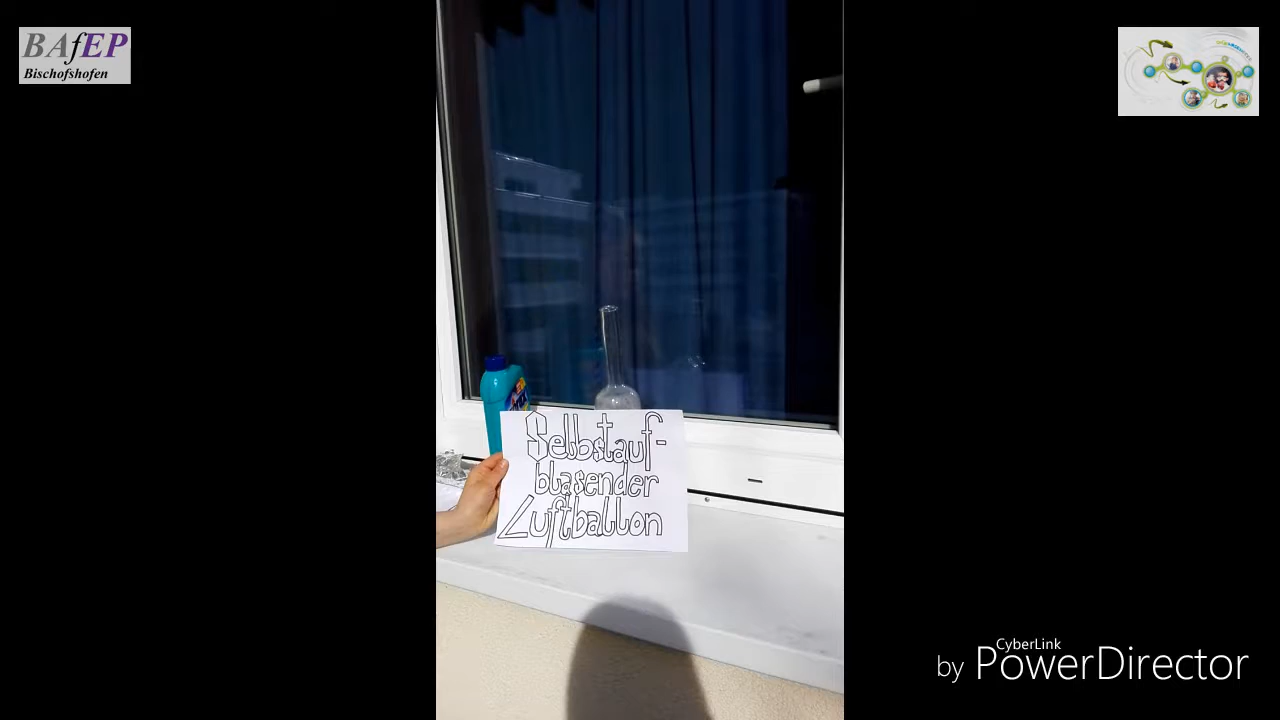 BAfEP
Bischofshofen
Selbstauf-
blasender
Luftballon
CyberLink
by PowerDirector